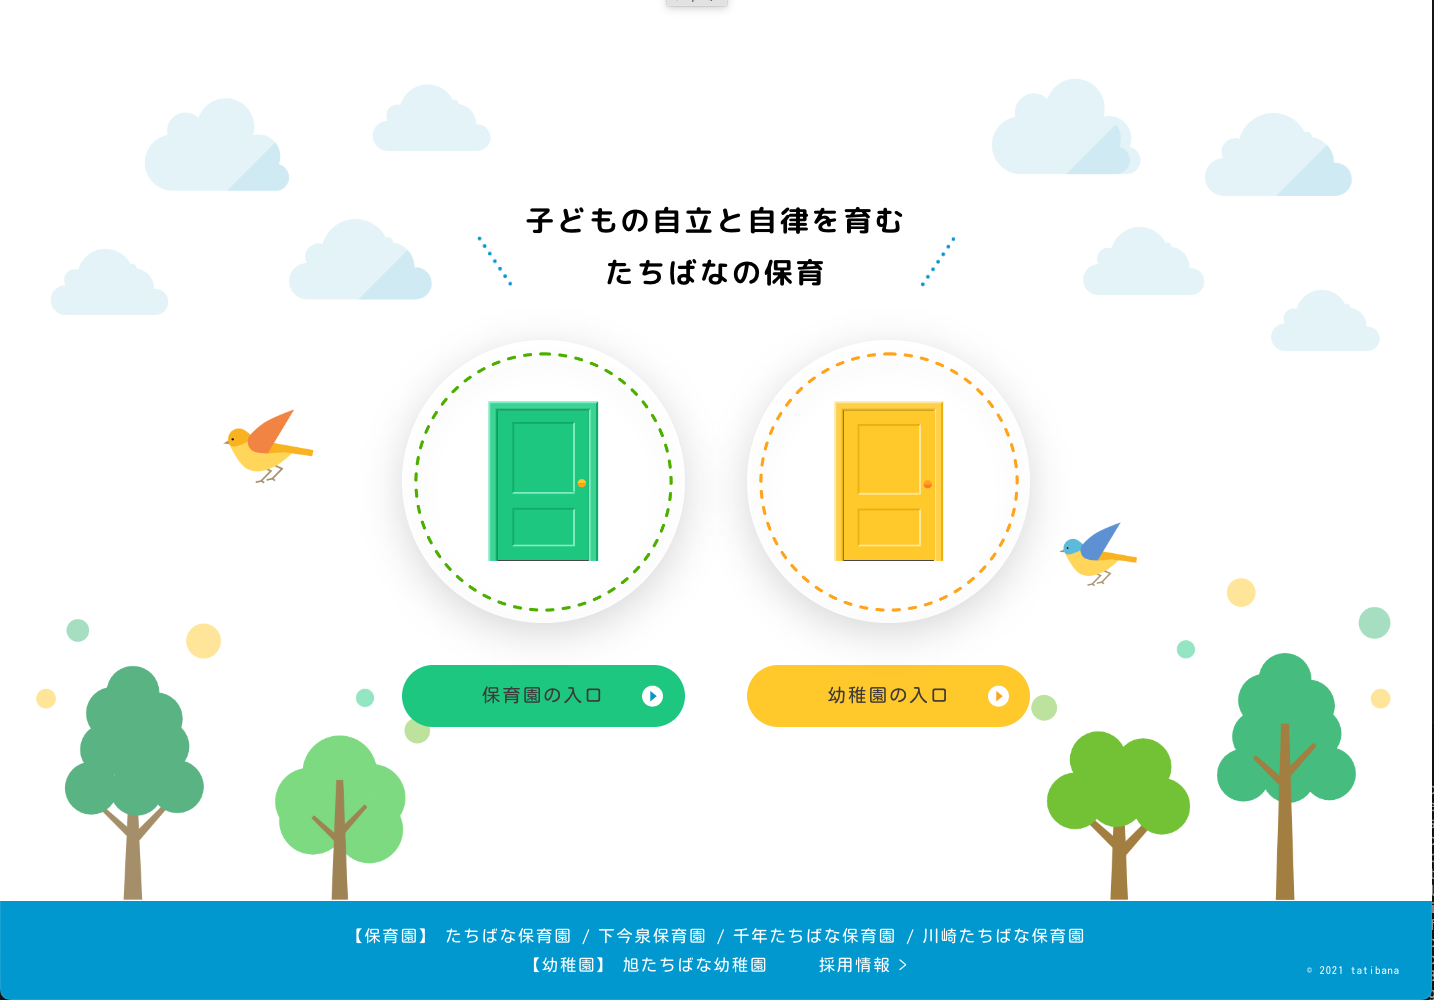 子どもの自立と自律を育む
たちばなの保育
保育園の入口
幼稚園の入口
【保育園】 たちばな保育園 / 下今泉保育園 / 千年たちばな保育園 / 川崎たちばな保育園
【幼稚園】 旭たちばな幼稚園 採用情報 >
© 2021 tatibana